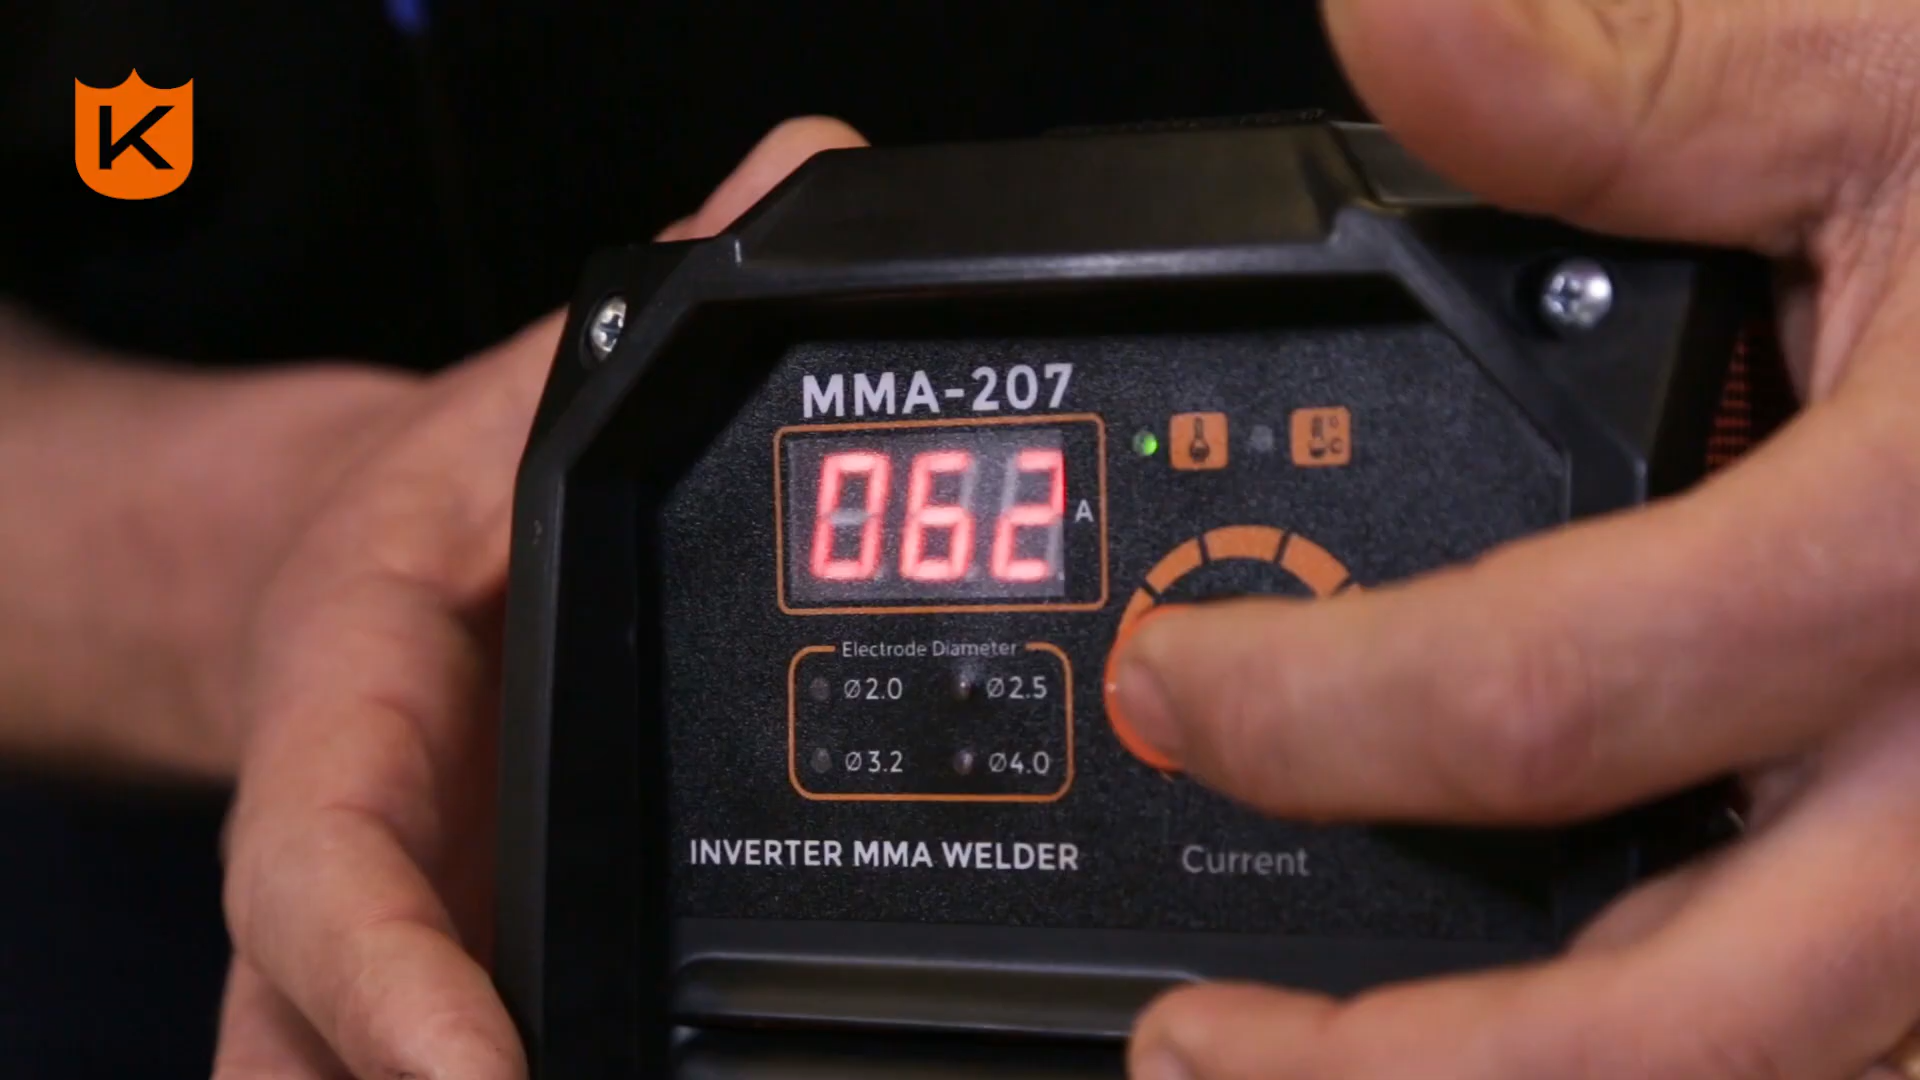 K
MMA-207
062 A
Electrode Diameter
Ø2.0 Ø2.5
Ø3.2 Ø4.0
INVERTER MMA WELDER
Current